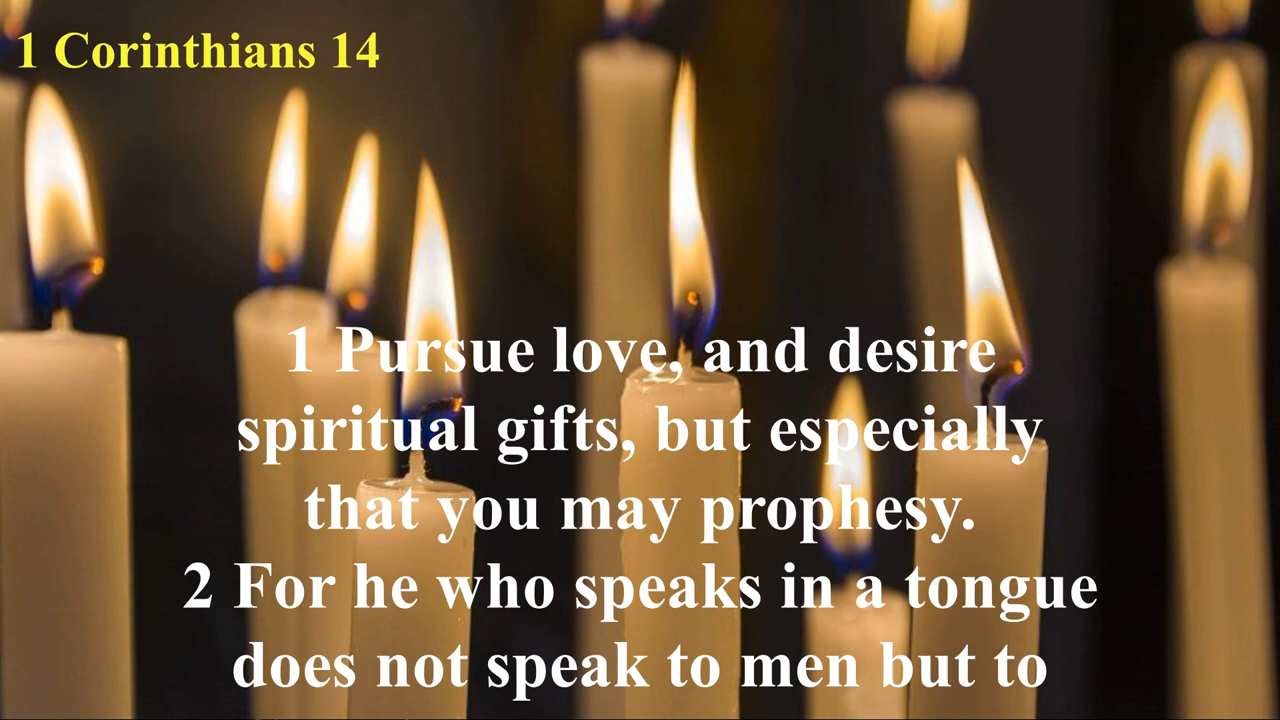 1 Corinthians 14
1 Pursue love, and desire
spiritual gifts, but especially
that you may prophesy.
2 For he who speaks in a tongue
does not speak to men but to